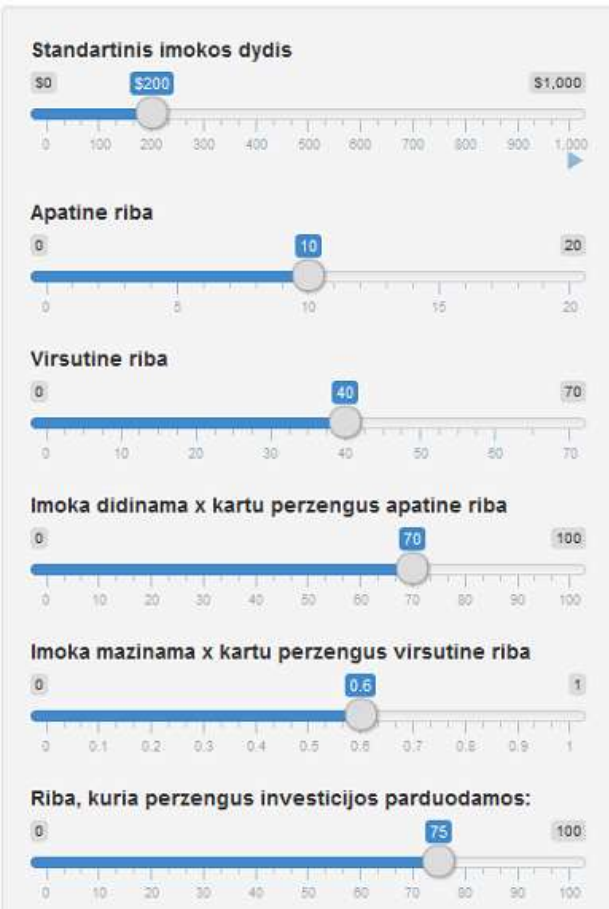 Standartinis imokos dydis
$0 $200 $1,000
0 100 200 300 400 500 600 700 800 900 1,000
Apatine riba
0 10 20
0 5 10 15 20
Virsutine riba
0 40 70
0 10 20 30 40 50 60 70
Imoka didinama x kartu perzengus apatine riba
0 70 100
0 10 20 30 40 50 60 70 80 90 100
Imoka mazinama x kartu perzengus virsutine riba
0 0.6 1
0 0.1 0.2 0.3 0.4 0.5 0.6 0.7 0.8 0.9 1
Riba, kuria perzengus investicijos parduodamos:
0 75 100
0 10 20 30 40 50 60 70 80 90 100